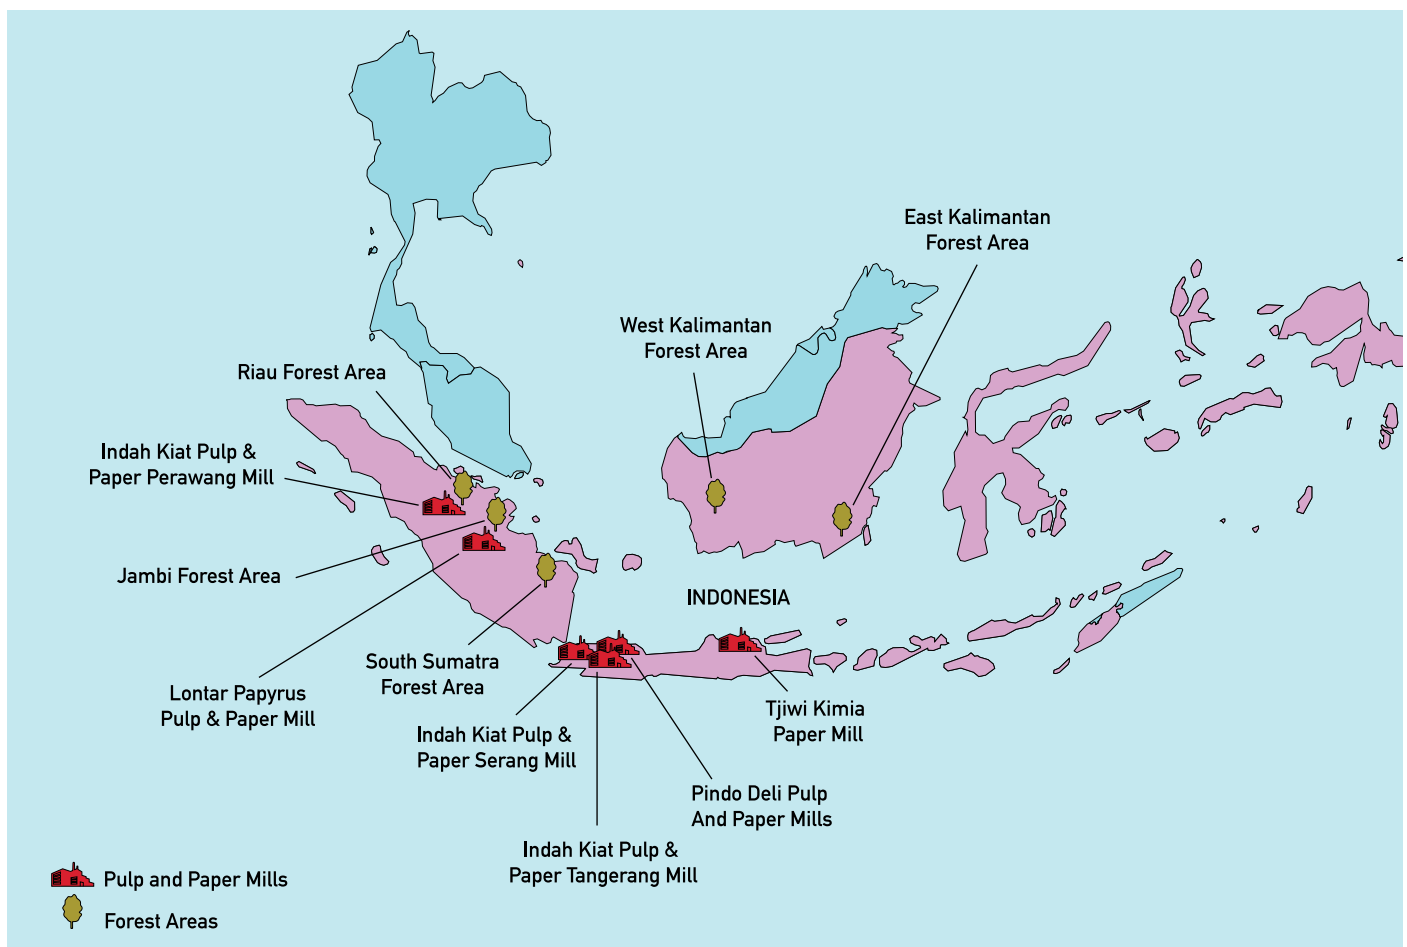 East Kalimantan
Forest Area
West Kalimantan
Forest Area
Riau Forest Area
Indah Kiat Pulp &
Paper Perawang Mill
Jambi Forest Area
INDONESIA
South Sumatra
Forest Area
Lontar Papyrus
Pulp & Paper Mill
Tjiwi Kimia
Paper Mill
Indah Kiat Pulp &
Paper Serang Mill
Pindo Deli Pulp
And Paper Mills
Indah Kiat Pulp &
Paper Tangerang Mill
Pulp and Paper Mills
Forest Areas